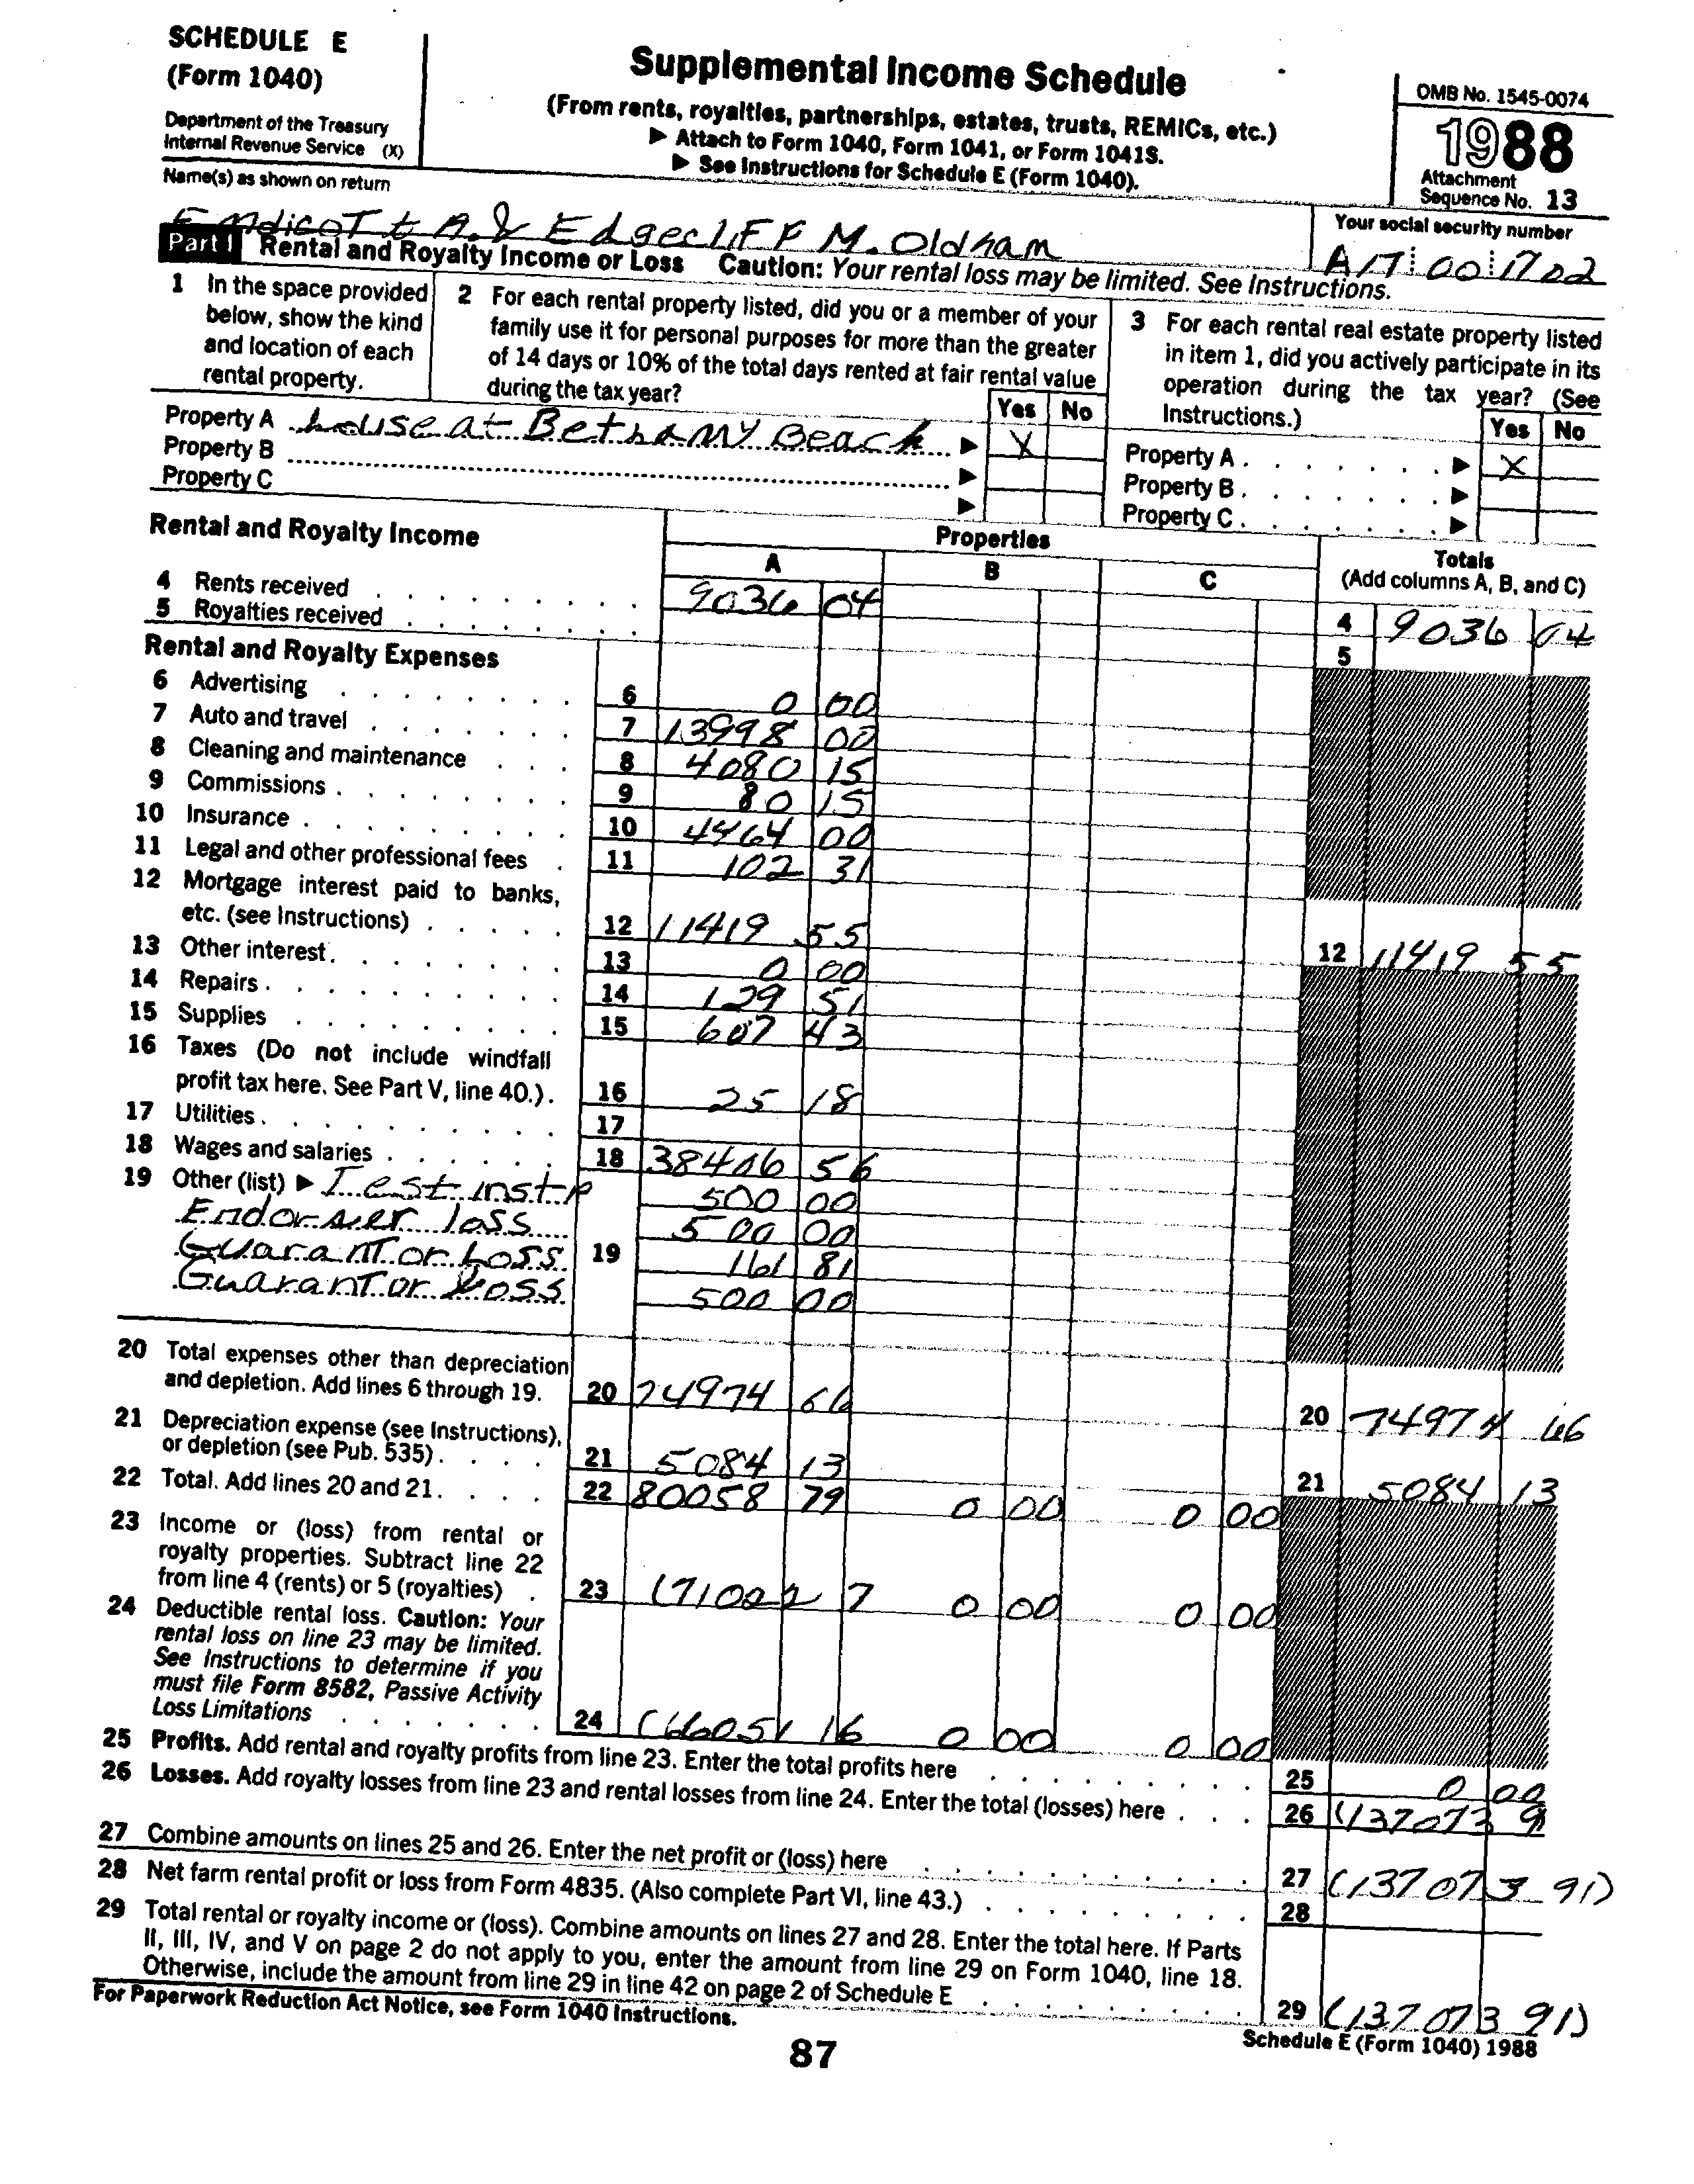 SCHEDULE E
(Form 1040)
Department of the Treasury
Internal Revenue Service (X)
Supplemental Income Schedule
(From rents, royalties, partnerships, estates, trusts, REMICs, etc.)
▶ Attach to Form 1040, Form 1041, or Form 1041S.
▶ See Instructions for Schedule E (Form 1040).
OMB No. 1545-0074
1988
Attachment
Sequence No. 13
Name(s) as shown on return
EndicoTt A. & EdgecliFF M. Oldham
Your social security number
Part I Rental and Royalty Income or Loss Caution: Your rental loss may be limited. See Instructions.
1 In the space provided
below, show the kind
and location of each
rental property.
2 For each rental property listed, did you or a member of your
family use it for personal purposes for more than the greater
of 14 days or 10% of the total days rented at fair rental value
during the tax year?
Yes No
3 For each rental real estate property listed
in item 1, did you actively participate in its
operation during the tax year? (See
Instructions.)
Yes No
Property A house at Bethany Beach ▶ X
Property B ▶
Property C ▶
Property A ▶ X
Property B ▶
Property C ▶
Rental and Royalty Income
Properties
A B C
Totals
(Add columns A, B, and C)
4 Rents received 9036 04 4 9036 04
5 Royalties received 5
Rental and Royalty Expenses
6 Advertising 6 0 00
7 Auto and travel 7 13998 00
8 Cleaning and maintenance 8 4080 15
9 Commissions 9 80 15
10 Insurance 10 4464 00
11 Legal and other professional fees 11 102 31
12 Mortgage interest paid to banks,
etc. (see Instructions) 12 11419 55 12 11419 55
13 Other interest 13 0 00
14 Repairs 14 129 51
15 Supplies 15 607 43
16 Taxes (Do not include windfall
profit tax here. See Part V, line 40.) 16 25 18
17 Utilities 17
18 Wages and salaries 18 38406 56
19 Other (list) ▶ Test inst P 500 00
Endorser loss 500 00
Guarantor Loss 19 161 81
Guarantor Loss 500 00
20 Total expenses other than depreciation
and depletion. Add lines 6 through 19. 20 74974 66 20 74974 66
21 Depreciation expense (see Instructions),
or depletion (see Pub. 535) 21 5084 13 21 5084 13
22 Total. Add lines 20 and 21 22 80058 79 0 00 0 00
23 Income or (loss) from rental or
royalty properties. Subtract line 22
from line 4 (rents) or 5 (royalties) 23 (71022 7 0 00 0 00
24 Deductible rental loss. Caution: Your
rental loss on line 23 may be limited.
See Instructions to determine if you
must file Form 8582, Passive Activity
Loss Limitations 24 (66051 16 0 00 0 00
25 Profits. Add rental and royalty profits from line 23. Enter the total profits here 25 0 00
26 Losses. Add royalty losses from line 23 and rental losses from line 24. Enter the total (losses) here 26 (137073 9
27 Combine amounts on lines 25 and 26. Enter the net profit or (loss) here 27 (137073 91)
28 Net farm rental profit or loss from Form 4835. (Also complete Part VI, line 43.) 28
29 Total rental or royalty income or (loss). Combine amounts on lines 27 and 28. Enter the total here. If Parts
II, III, IV, and V on page 2 do not apply to you, enter the amount from line 29 on Form 1040, line 18.
Otherwise, include the amount from line 29 in line 42 on page 2 of Schedule E 29 (137073 91)
For Paperwork Reduction Act Notice, see Form 1040 Instructions.
87
Schedule E (Form 1040) 1988